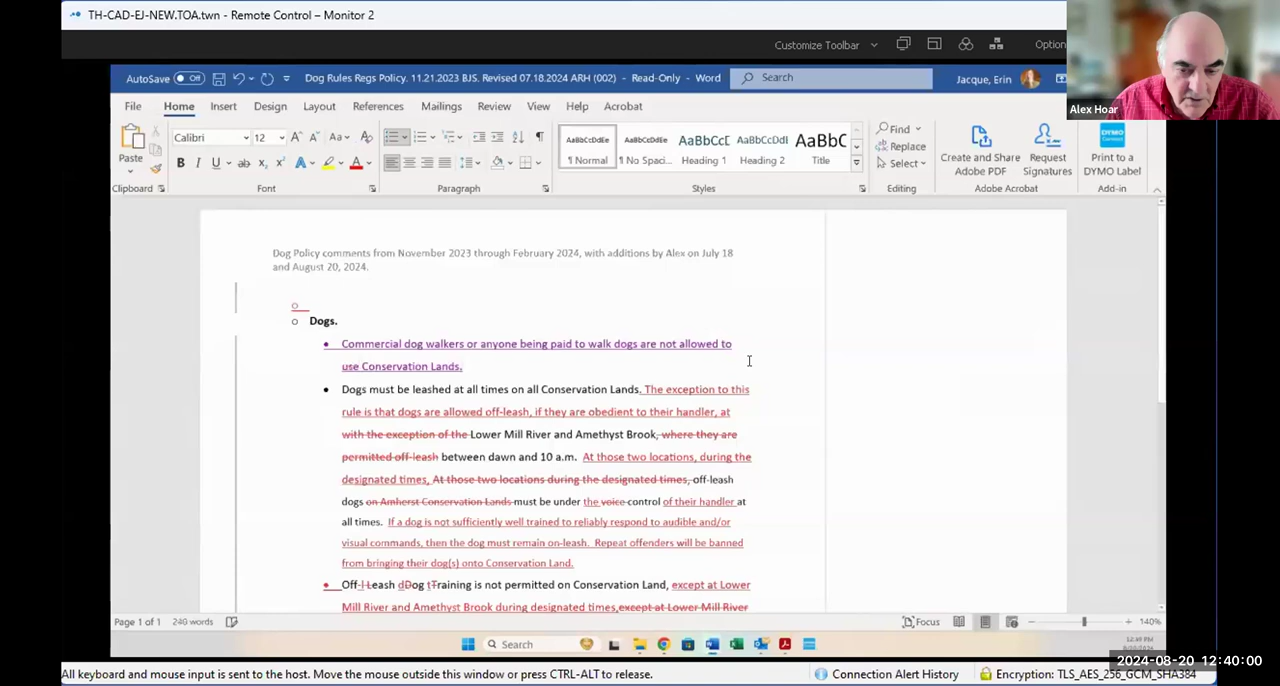 TH-CAD-EJ-NEW.TOA.twn - Remote Control – Monitor 2
Customize Toolbar
Option
Alex Hoar
AutoSave Off
Dog Rules Regs Policy. 11.21.2023 BJS. Revised 07.18.2024 ARH (002) - Read-Only - Word
Search
Jacque, Erin
File Home Insert Design Layout References Mailings Review View Help Acrobat
Calibri 12
AaBbCcDdEe AaBbCcDdEe AaBbCcC AaBbCcDdE AaBbC
¶ Normal ¶ No Spaci... Heading 1 Heading 2 Title
Find
Replace
Select
Paste
Create and Share Adobe PDF
Request Signatures
Print to a DYMO Label
Clipboard Font Paragraph Styles Editing Adobe Acrobat Add-in
Dog Policy comments from November 2023 through February 2024, with additions by Alex on July 18
and August 20, 2024.
Dogs.
Commercial dog walkers or anyone being paid to walk dogs are not allowed to
use Conservation Lands.
Dogs must be leashed at all times on all Conservation Lands. The exception to this
rule is that dogs are allowed off-leash, if they are obedient to their handler, at
with the exception of the Lower Mill River and Amethyst Brook, where they are
permitted off-leash between dawn and 10 a.m. At those two locations, during the
designated times, At those two locations during the designated times, off-leash
dogs on Amherst Conservation Lands must be under the voice control of their handler at
all times. If a dog is not sufficiently well trained to reliably respond to audible and/or
visual commands, then the dog must remain on-leash. Repeat offenders will be banned
from bringing their dog(s) onto Conservation Land.
Off-l Leash dDog tTraining is not permitted on Conservation Land, except at Lower
Mill River and Amethyst Brook during designated times,except at Lower Mill River
Page 1 of 1 240 words
Focus
140%
Search
2024-08-20 12:40:00
All keyboard and mouse input is sent to the host. Move the mouse outside this window or press CTRL-ALT to release.
Connection Alert History
Encryption: TLS_AES_256_GCM_SHA384